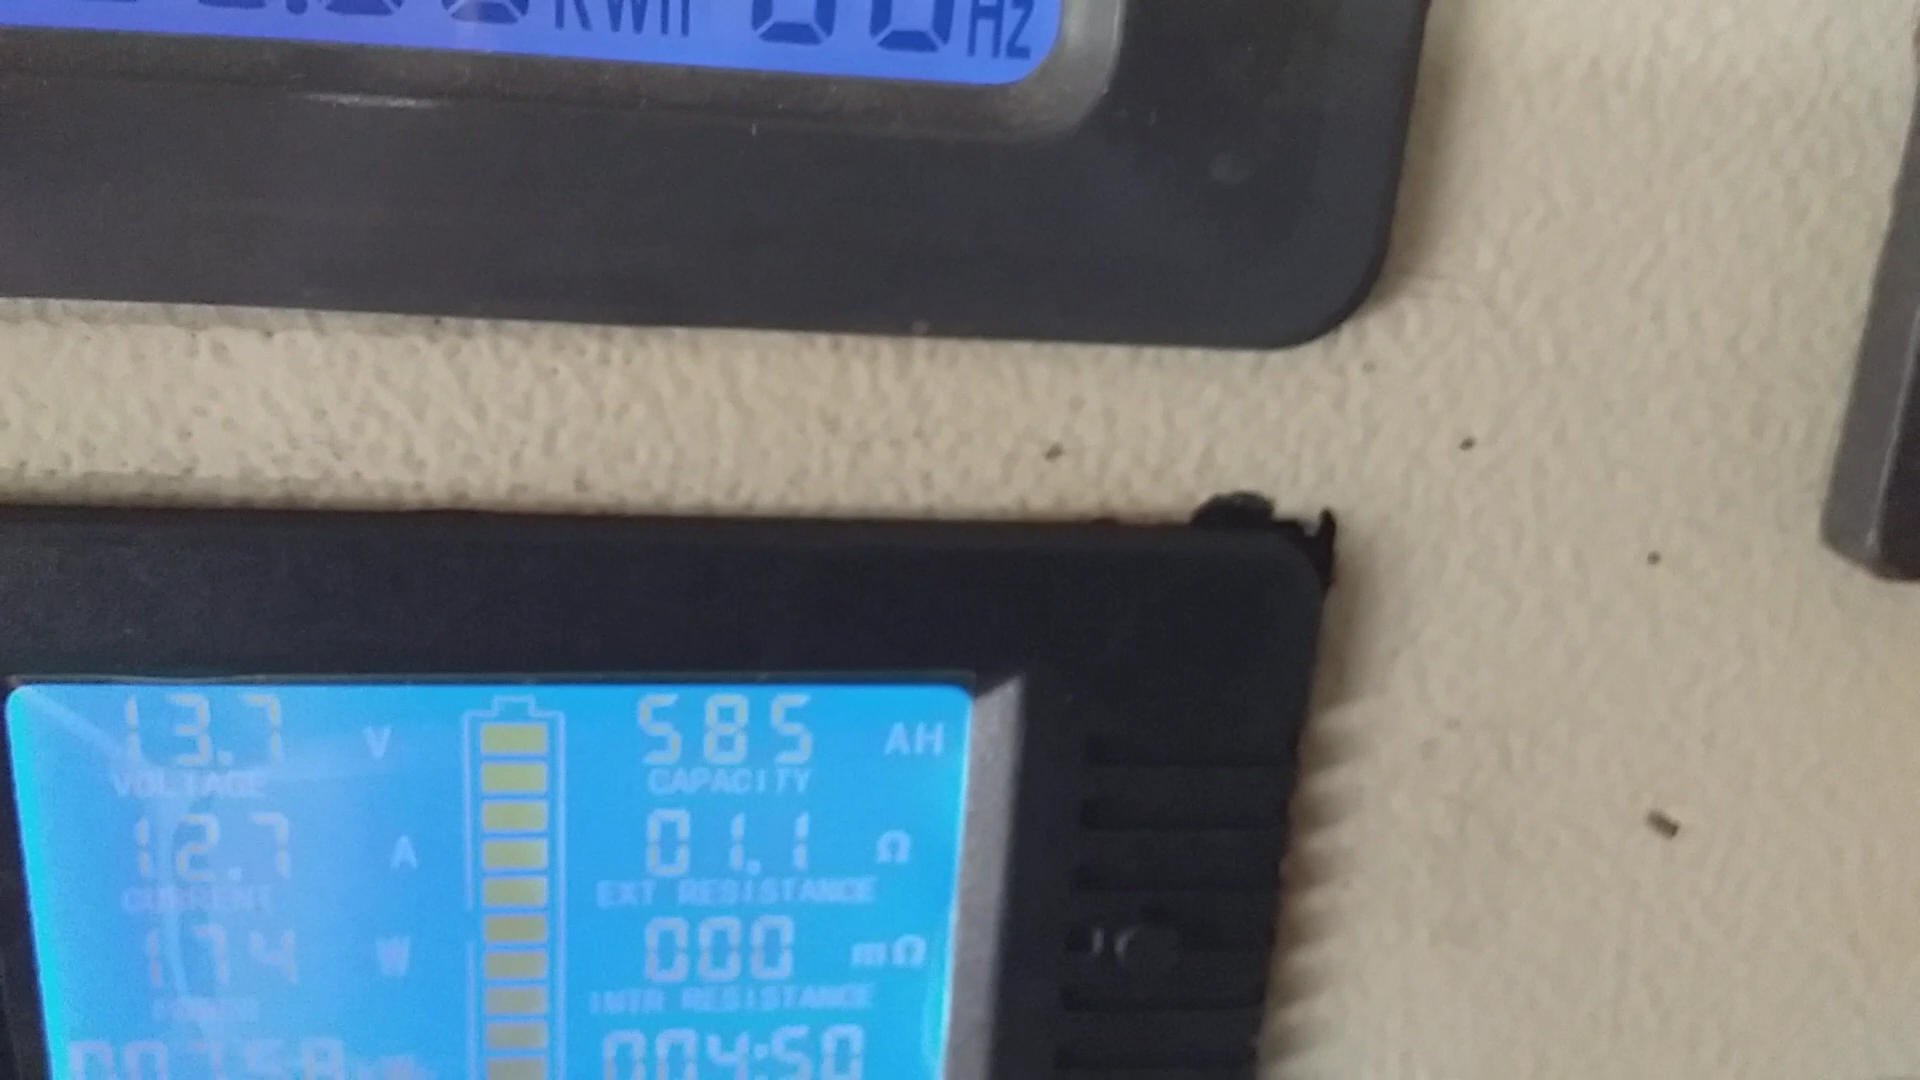 kWh Hz
13.7 V 585 AH
VOLTAGE CAPACITY
12.7 A 01.1 Ω
CURRENT EXT RESISTANCE
174 W 000 mΩ
POWER INTR RESISTANCE
004:50